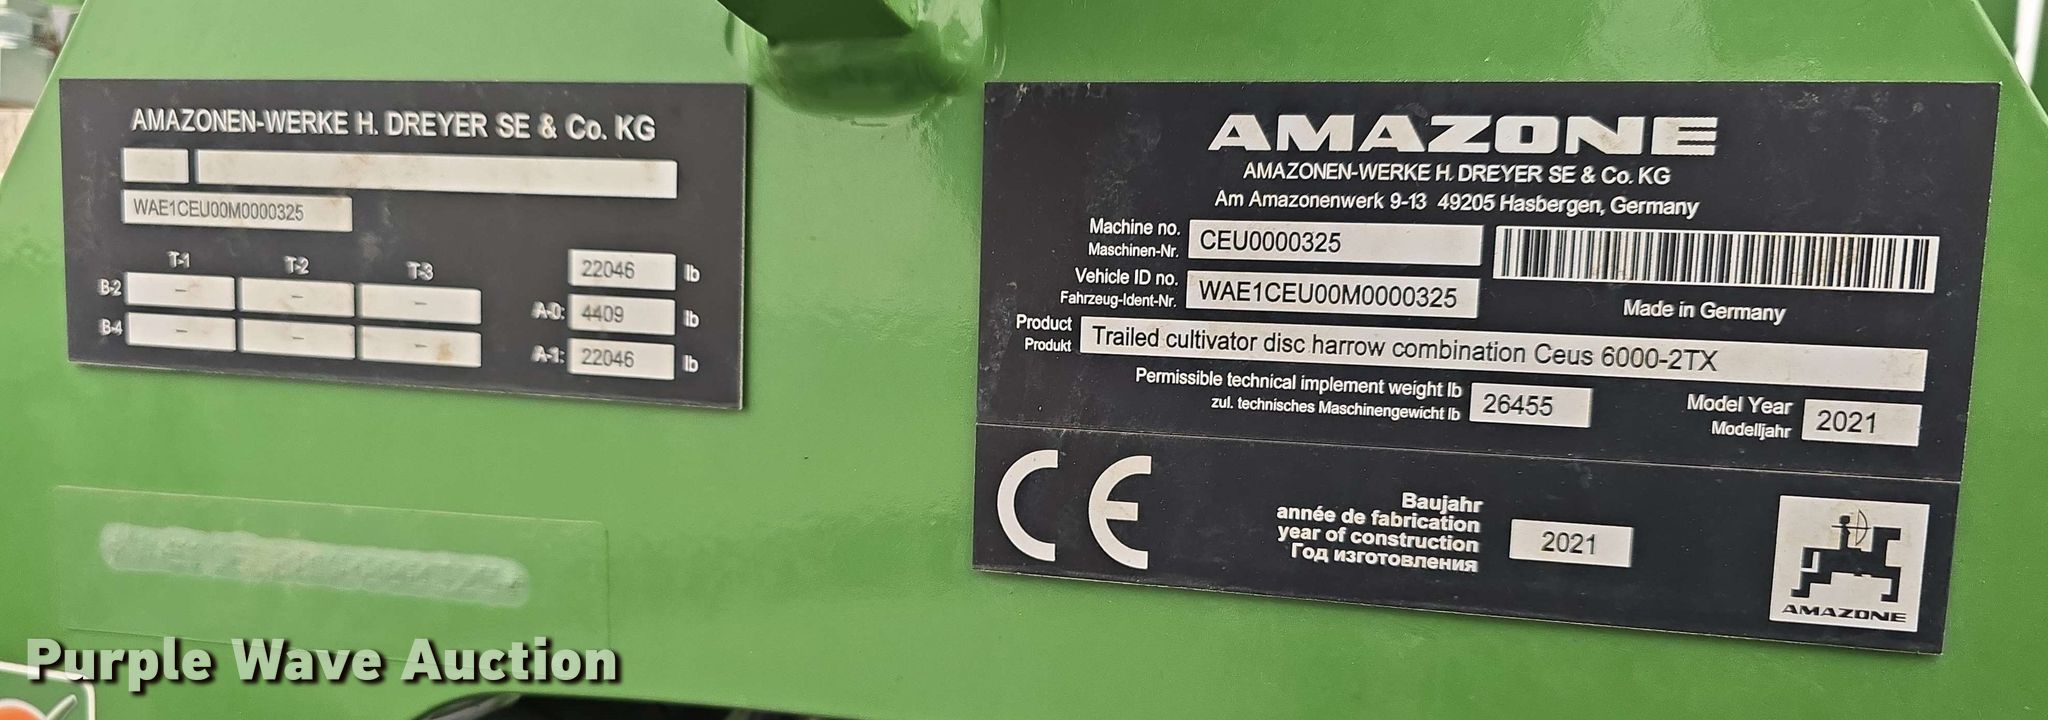 AMAZONEN-WERKE H. DREYER SE & Co. KG
WAE1CEU00M0000325
T-1 T-2 T-3
22046 lb
B-2 - - -
A-0: 4409 lb
B-4 - - -
A-1: 22046 lb
AMAZONE
AMAZONEN-WERKE H. DREYER SE & Co. KG
Am Amazonenwerk 9-13 49205 Hasbergen, Germany
Machine no.
Maschinen-Nr.
CEU0000325
Vehicle ID no.
Fahrzeug-Ident-Nr.
WAE1CEU00M0000325
Made in Germany
Product
Produkt
Trailed cultivator disc harrow combination Ceus 6000-2TX
Permissible technical implement weight lb
zul. technisches Maschinengewicht lb
26455
Model Year
Modelljahr
2021
CE
Baujahr
année de fabrication
year of construction
Год изготовления
2021
AMAZONE
Purple Wave Auction